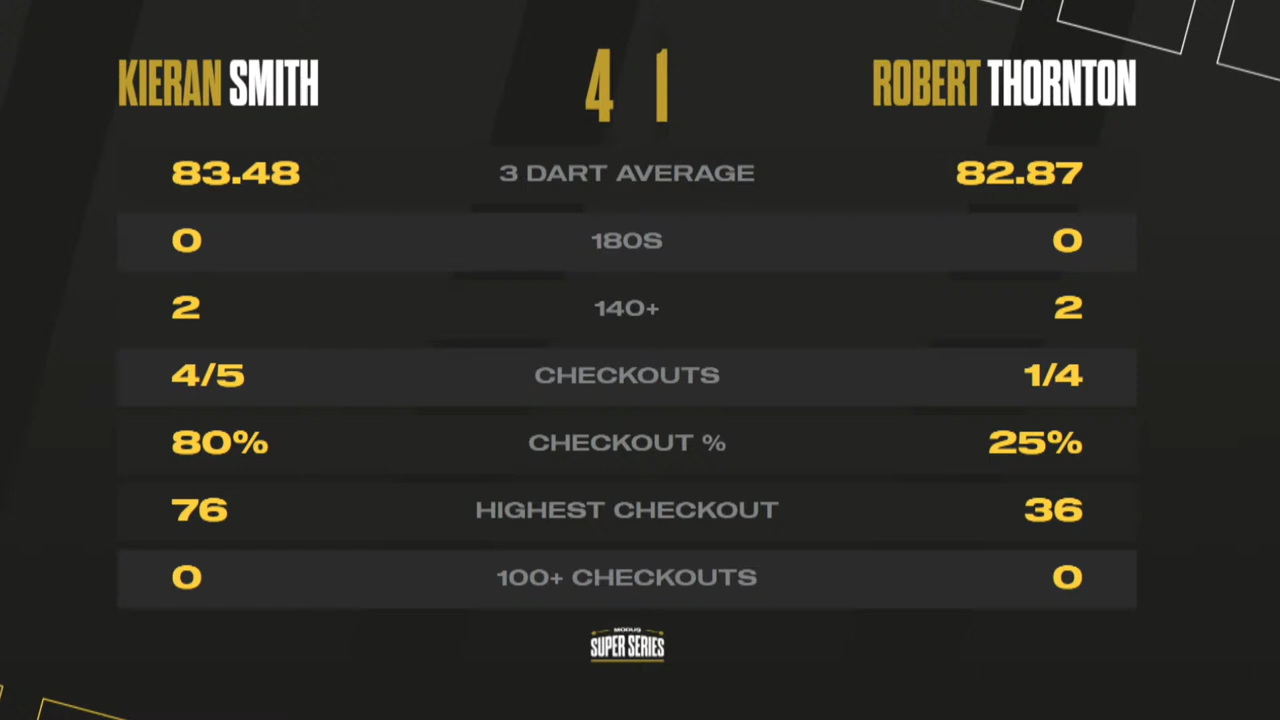 KIERAN SMITH 4 1 ROBERT THORNTON
83.48 3 DART AVERAGE 82.87
0 180S 0
2 140+ 2
4/5 CHECKOUTS 1/4
80% CHECKOUT % 25%
76 HIGHEST CHECKOUT 36
0 100+ CHECKOUTS 0
MODUS
SUPER SERIES